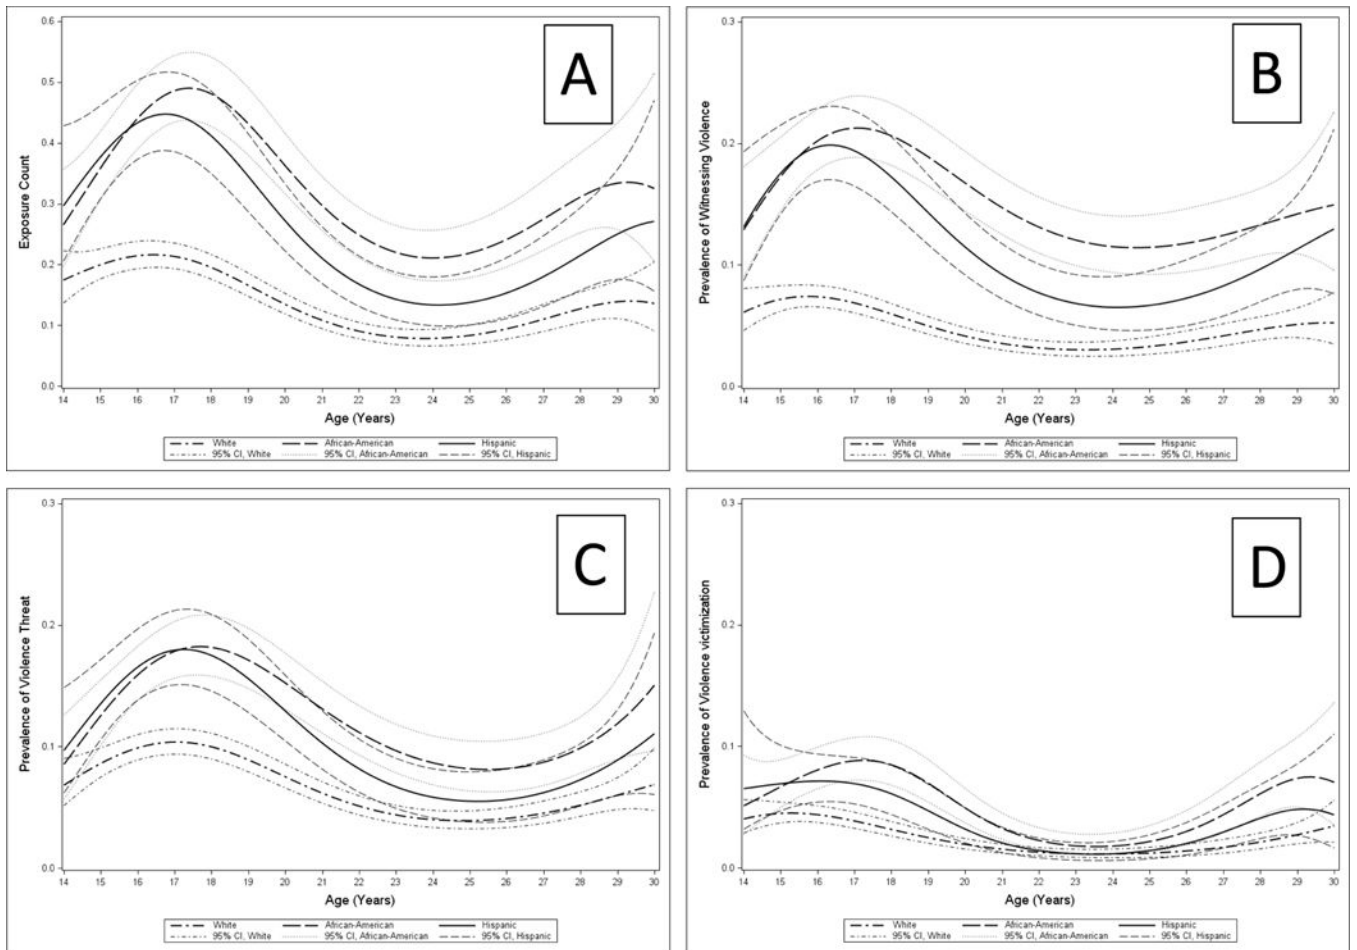 0.6
0.5
0.4
0.3
0.2
0.1
0.0
Exposure Count
A
14 15 16 17 18 19 20 21 22 23 24 25 26 27 28 29 30
Age (Years)
White African-American Hispanic
95% CI, White 95% CI, African-American 95% CI, Hispanic
0.3
0.2
0.1
0.0
Prevalence of Witnessing Violence
B
14 15 16 17 18 19 20 21 22 23 24 25 26 27 28 29 30
Age (Years)
White African-American Hispanic
95% CI, White 95% CI, African-American 95% CI, Hispanic
0.3
0.2
0.1
0.0
Prevalence of Violence Threat
C
14 15 16 17 18 19 20 21 22 23 24 25 26 27 28 29 30
Age (Years)
White African-American Hispanic
95% CI, White 95% CI, African-American 95% CI, Hispanic
0.3
0.2
0.1
0.0
Prevalence of Violence victimization
D
14 15 16 17 18 19 20 21 22 23 24 25 26 27 28 29 30
Age (Years)
White African-American Hispanic
95% CI, White 95% CI, African-American 95% CI, Hispanic